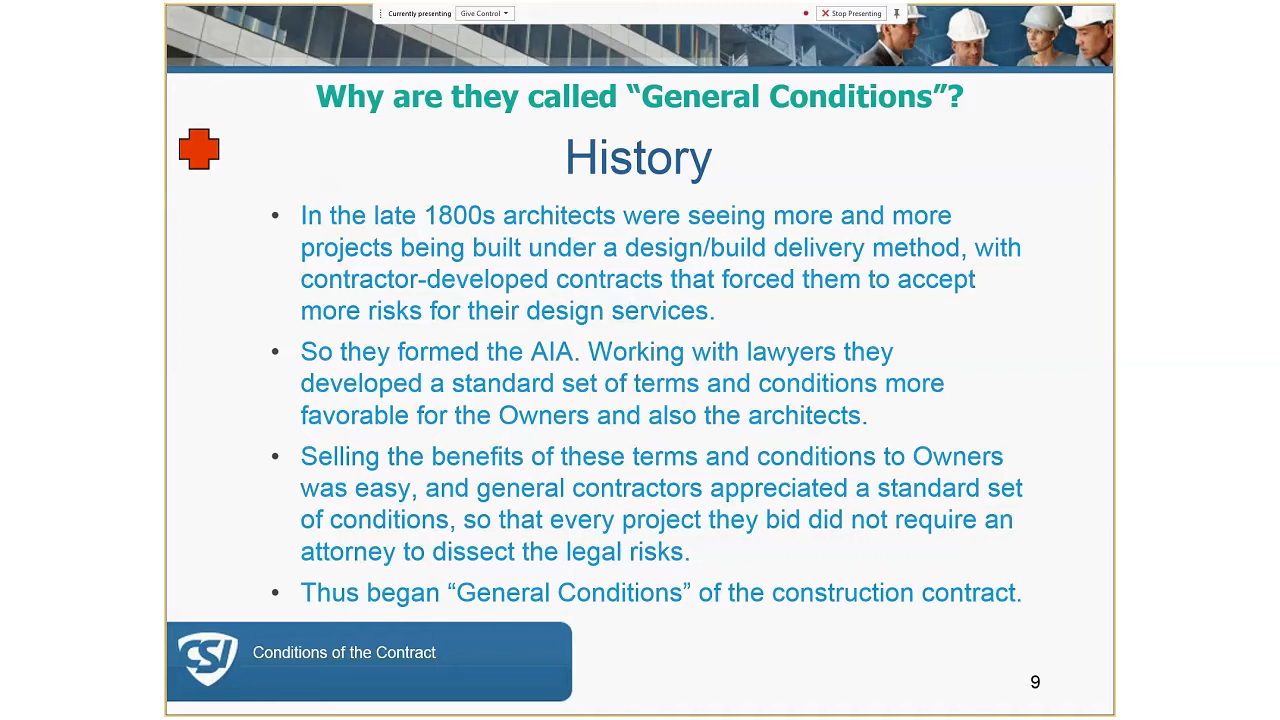 Currently presenting Give Control Stop Presenting
Why are they called “General Conditions”?
History
• In the late 1800s architects were seeing more and more
projects being built under a design/build delivery method, with
contractor-developed contracts that forced them to accept
more risks for their design services.
• So they formed the AIA. Working with lawyers they
developed a standard set of terms and conditions more
favorable for the Owners and also the architects.
• Selling the benefits of these terms and conditions to Owners
was easy, and general contractors appreciated a standard set
of conditions, so that every project they bid did not require an
attorney to dissect the legal risks.
• Thus began “General Conditions” of the construction contract.
CSI Conditions of the Contract
9